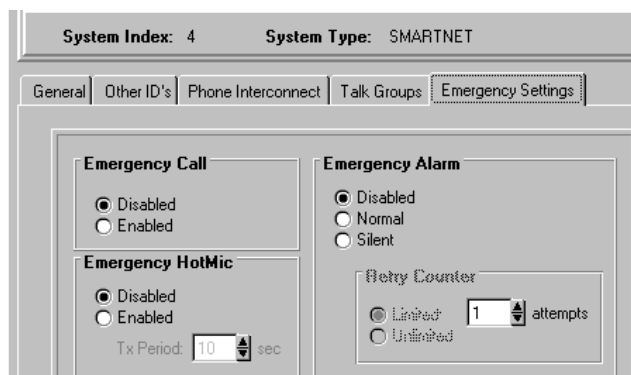 System Index: 4 System Type: SMARTNET
General Other ID's Phone Interconnect Talk Groups Emergency Settings
Emergency Call
Disabled
Enabled
Emergency HotMic
Disabled
Enabled
Tx Period: 10 sec
Emergency Alarm
Disabled
Normal
Silent
Retry Counter
Limited 1 attempts
Unlimited